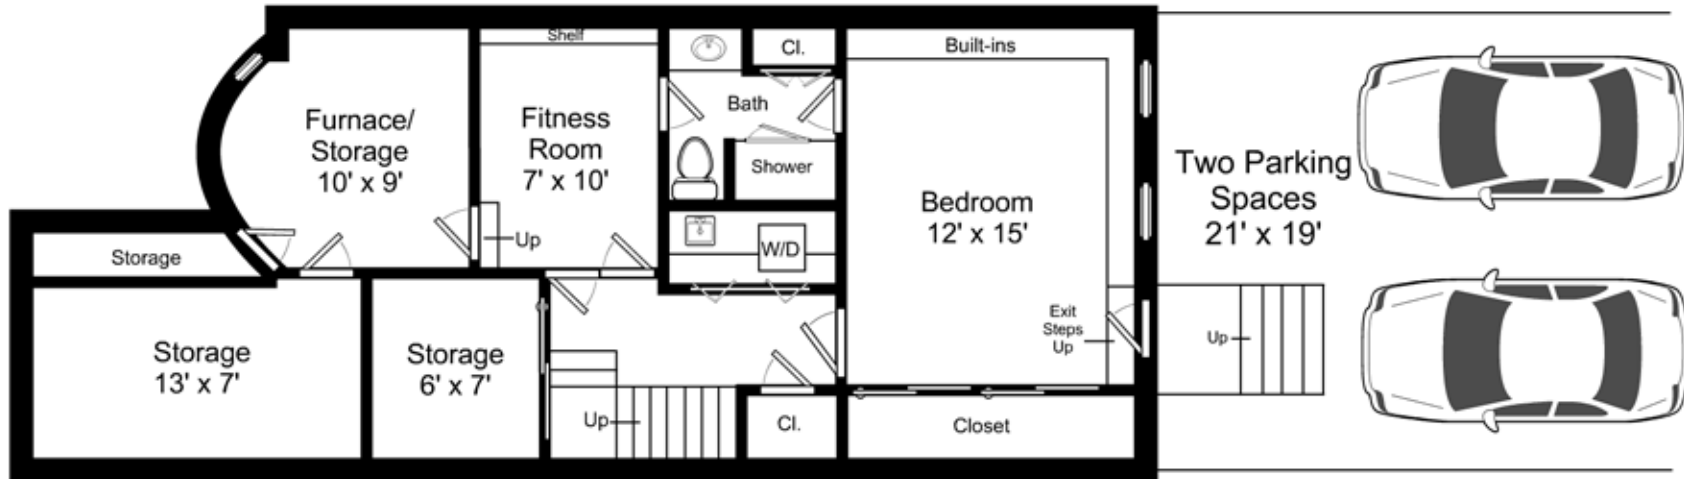 Shelf
Cl.
Built-ins
Furnace/
Storage
10' x 9'
Fitness
Room
7' x 10'
Bath
Shower
Bedroom
12' x 15'
Two Parking
Spaces
21' x 19'
Up
W/D
Storage
Exit
Steps
Up
Up
Storage
13' x 7'
Storage
6' x 7'
Up
Cl.
Closet